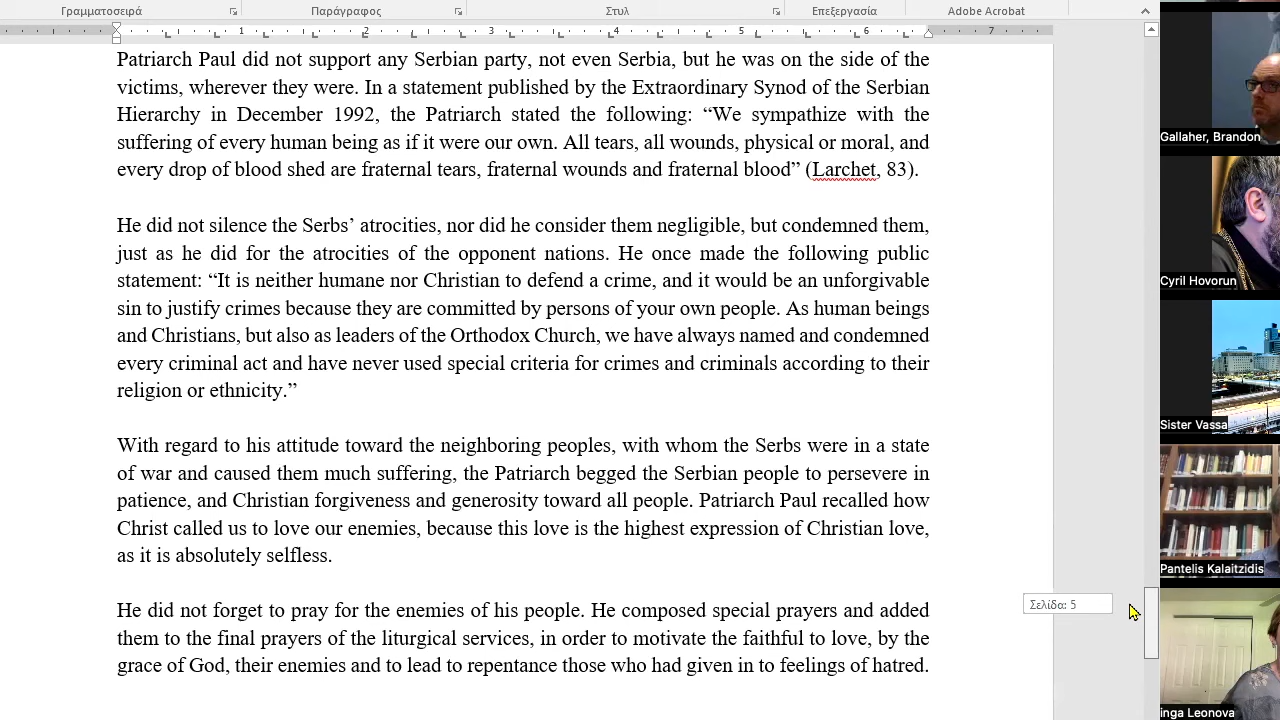 Γραμματοσειρά Παράγραφος Στυλ Επεξεργασία Adobe Acrobat
1 2 3 4 5 6 7
Patriarch Paul did not support any Serbian party, not even Serbia, but he was on the side of the
victims, wherever they were. In a statement published by the Extraordinary Synod of the Serbian
Hierarchy in December 1992, the Patriarch stated the following: “We sympathize with the
suffering of every human being as if it were our own. All tears, all wounds, physical or moral, and
every drop of blood shed are fraternal tears, fraternal wounds and fraternal blood” (Larchet, 83).
He did not silence the Serbs’ atrocities, nor did he consider them negligible, but condemned them,
just as he did for the atrocities of the opponent nations. He once made the following public
statement: “It is neither humane nor Christian to defend a crime, and it would be an unforgivable
sin to justify crimes because they are committed by persons of your own people. As human beings
and Christians, but also as leaders of the Orthodox Church, we have always named and condemned
every criminal act and have never used special criteria for crimes and criminals according to their
religion or ethnicity.”
With regard to his attitude toward the neighboring peoples, with whom the Serbs were in a state
of war and caused them much suffering, the Patriarch begged the Serbian people to persevere in
patience, and Christian forgiveness and generosity toward all people. Patriarch Paul recalled how
Christ called us to love our enemies, because this love is the highest expression of Christian love,
as it is absolutely selfless.
He did not forget to pray for the enemies of his people. He composed special prayers and added
them to the final prayers of the liturgical services, in order to motivate the faithful to love, by the
grace of God, their enemies and to lead to repentance those who had given in to feelings of hatred.
Σελίδα: 5
Gallaher, Brandon
Cyril Hovorun
Sister Vassa
Pantelis Kalaitzidis
inga Leonova